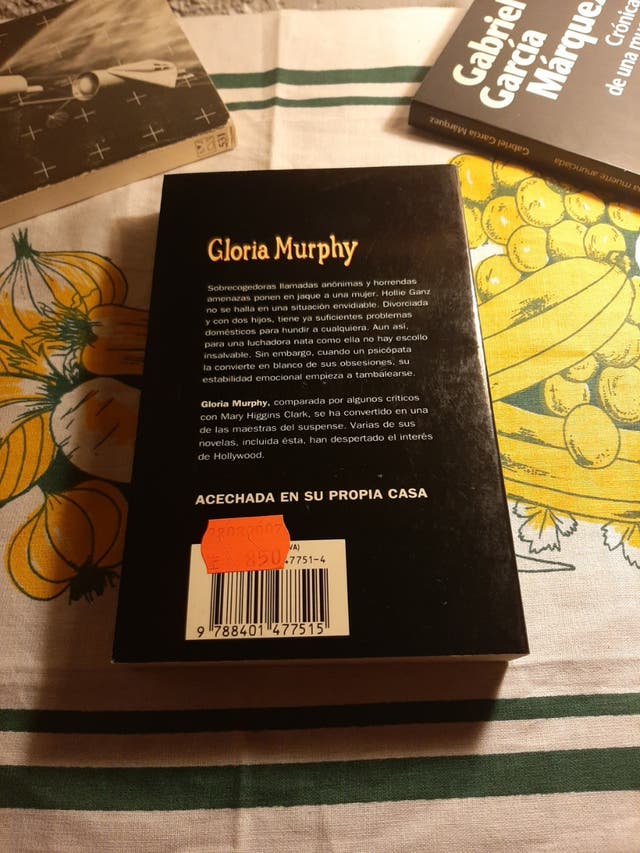 531
Gabriel
García
Márquez
Crónica
de una mu
Gabriel García Márquez
a muerte anunciada
Gloria Murphy
Sobrecogedoras llamadas anónimas y horrendas
amenazas ponen en jaque a una mujer. Hollie Ganz
no se halla en una situación envidiable. Divorciada
y con dos hijos, tiene ya suficientes problemas
domésticos para hundir a cualquiera. Aun así,
para una luchadora nata como ella no hay escollo
insalvable. Sin embargo, cuando un psicópata
la convierte en blanco de sus obsesiones, su
estabilidad emocional empieza a tambalearse.
Gloria Murphy, comparada por algunos críticos
con Mary Higgins Clark, se ha convertido en una
de las maestras del suspense. Varias de sus
novelas, incluida ésta, han despertado el interés
de Hollywood.
ACECHADA EN SU PROPIA CASA
850
VA)
47751-4
9 788401 477515